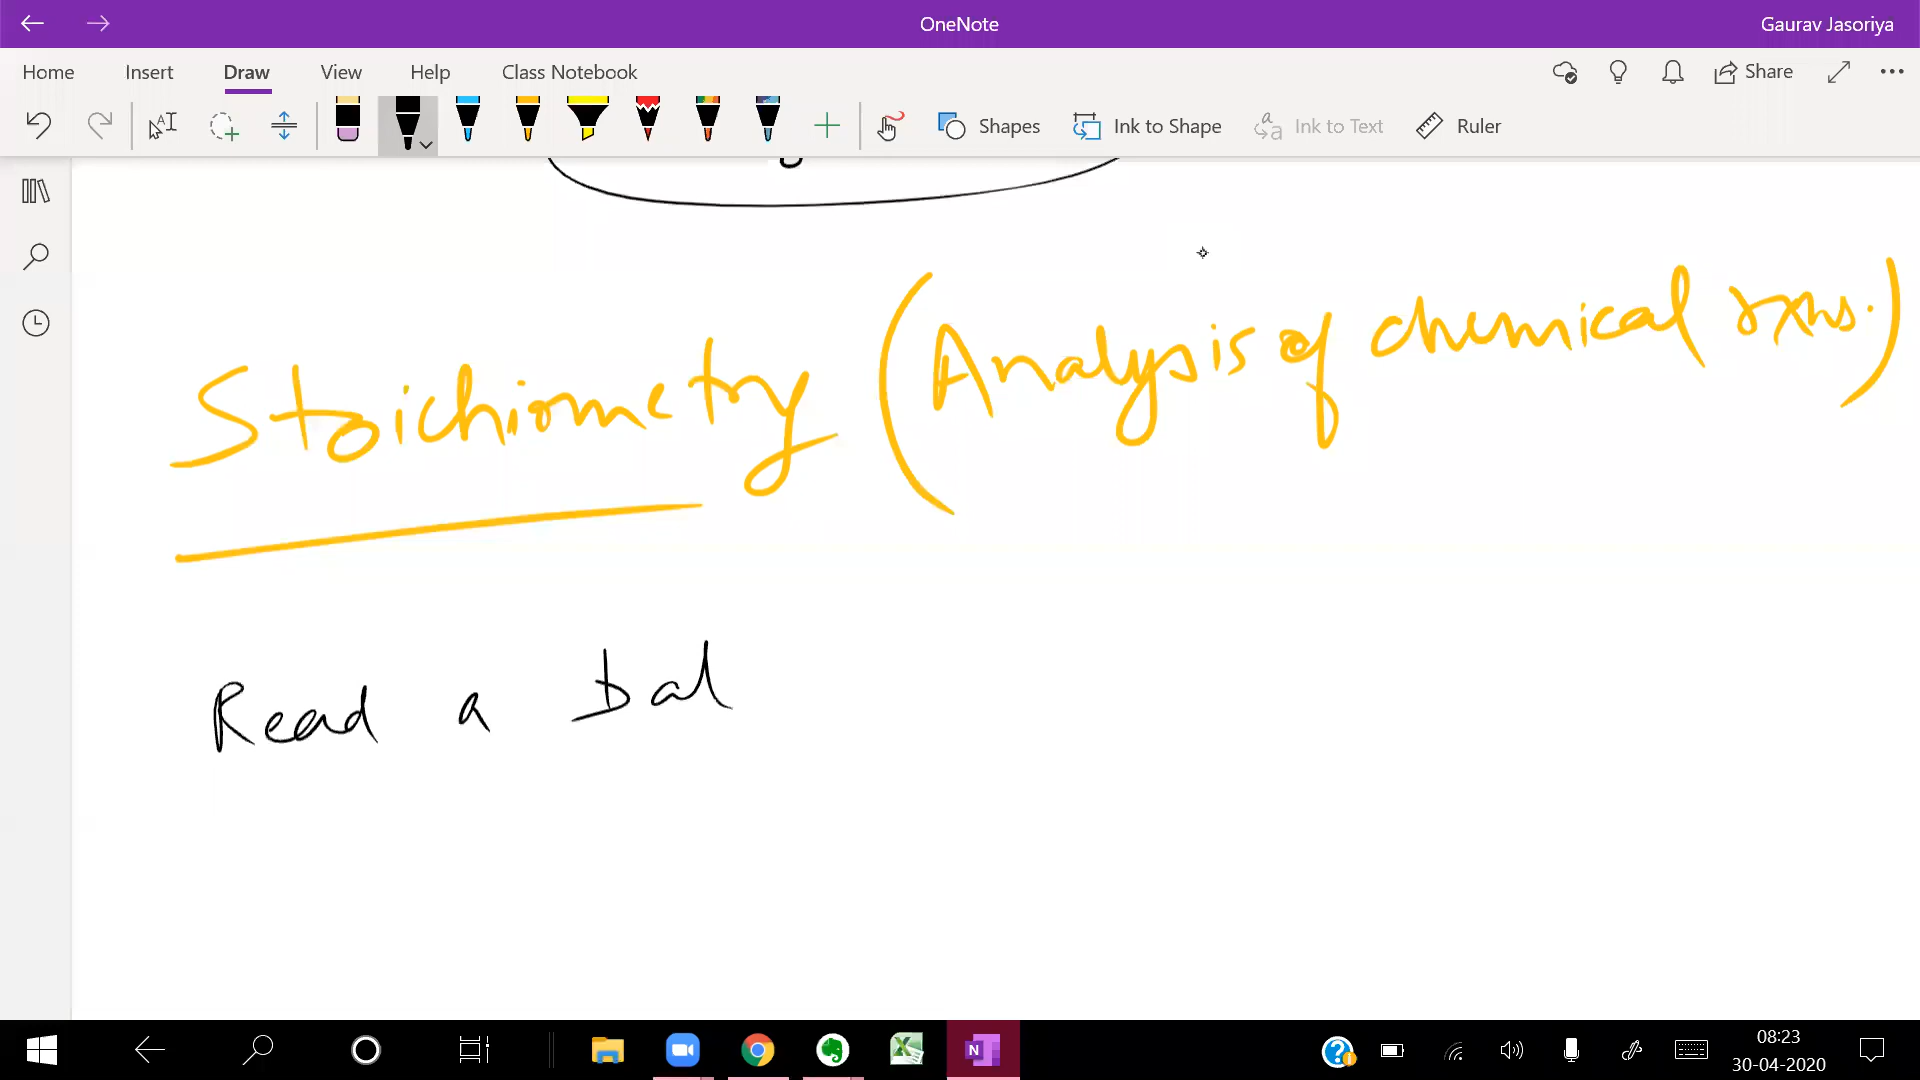 OneNote
Gaurav Jasoriya
Home Insert Draw View Help Class Notebook Share
Shapes Ink to Shape Ink to Text Ruler
Stoichiometry (Analysis of chemical rxns.)
Read a bal
08:23
30-04-2020